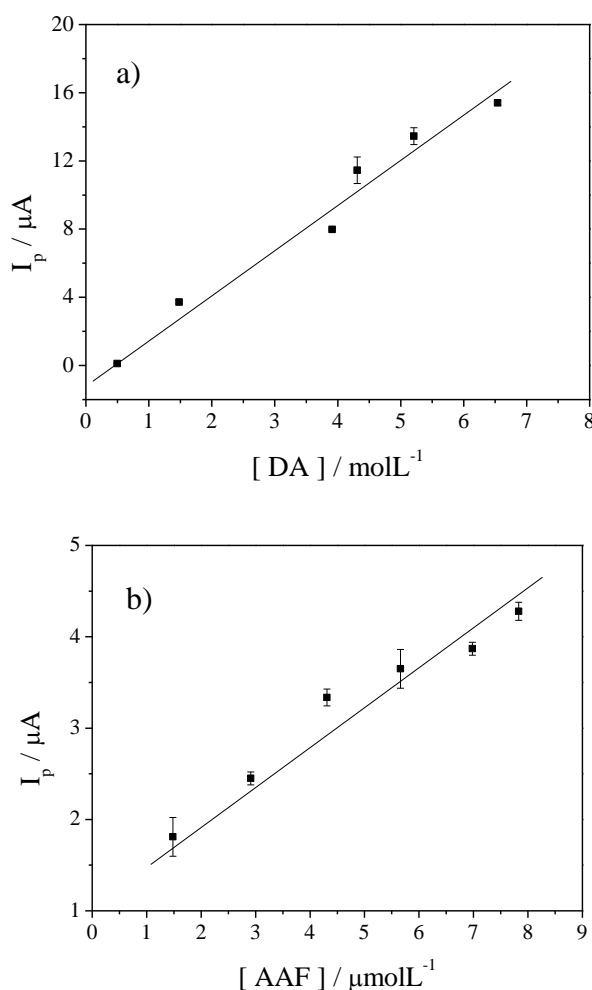 20
a)
16
12
8
4
0
I_p / μA
0 1 2 3 4 5 6 7 8
[ DA ] / molL^-1
5
b)
4
3
2
1
I_p / μA
0 1 2 3 4 5 6 7 8 9
[ AAF ] / μmolL^-1